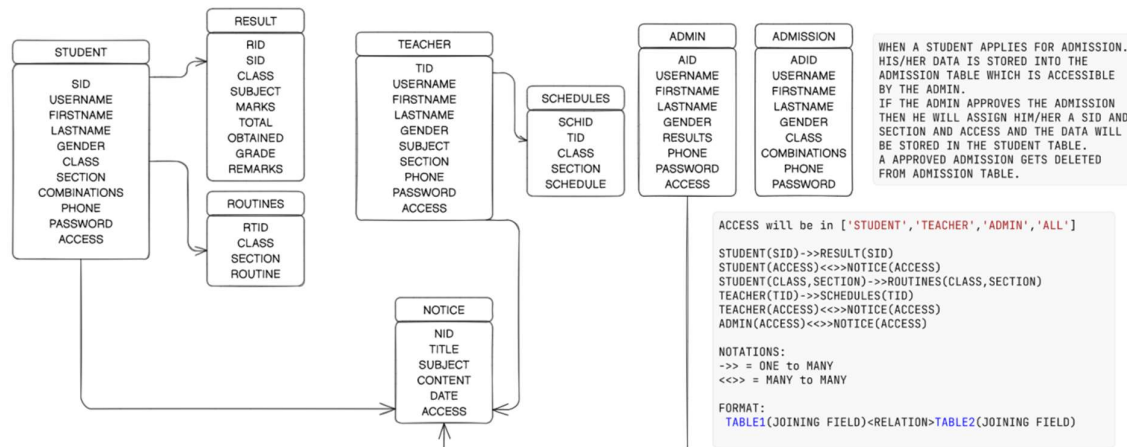 STUDENT
SID
USERNAME
FIRSTNAME
LASTNAME
GENDER
CLASS
SECTION
COMBINATIONS
PHONE
PASSWORD
ACCESS
RESULT
RID
SID
CLASS
SUBJECT
MARKS
TOTAL
OBTAINED
GRADE
REMARKS
ROUTINES
RTID
CLASS
SECTION
ROUTINE
TEACHER
TID
USERNAME
FIRSTNAME
LASTNAME
GENDER
SUBJECT
SECTION
PHONE
PASSWORD
ACCESS
SCHEDULES
SCHID
TID
CLASS
SECTION
SCHEDULE
NOTICE
NID
TITLE
SUBJECT
CONTENT
DATE
ACCESS
ADMIN
AID
USERNAME
FIRSTNAME
LASTNAME
GENDER
RESULTS
PHONE
PASSWORD
ACCESS
ADMISSION
ADID
USERNAME
FIRSTNAME
LASTNAME
GENDER
CLASS
COMBINATIONS
PHONE
PASSWORD
WHEN A STUDENT APPLIES FOR ADMISSION.
HIS/HER DATA IS STORED INTO THE
ADMISSION TABLE WHICH IS ACCESSIBLE
BY THE ADMIN.
IF THE ADMIN APPROVES THE ADMISSION
THEN HE WILL ASSIGN HIM/HER A SID AND
SECTION AND ACCESS AND THE DATA WILL
BE STORED IN THE STUDENT TABLE.
A APPROVED ADMISSION GETS DELETED
FROM ADMISSION TABLE.
ACCESS will be in ['STUDENT','TEACHER','ADMIN','ALL']
STUDENT(SID)->>RESULT(SID)
STUDENT(ACCESS)<<>>NOTICE(ACCESS)
STUDENT(CLASS,SECTION)->>ROUTINES(CLASS,SECTION)
TEACHER(TID)->>SCHEDULES(TID)
TEACHER(ACCESS)<<>>NOTICE(ACCESS)
ADMIN(ACCESS)<<>>NOTICE(ACCESS)
NOTATIONS:
->> = ONE to MANY
<<>> = MANY to MANY
FORMAT:
TABLE1(JOINING FIELD)<RELATION>TABLE2(JOINING FIELD)